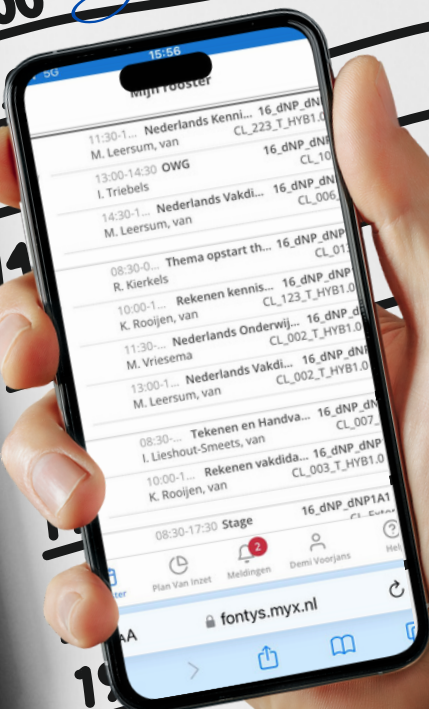 00
5G
15:56
Mijn rooster
11:30-1... Nederlands Kenni... 16_dNP_dN
M. Leersum, van CL_223_T_HYB1.0
13:00-14:30 OWG 16_dNP_dNP
I. Triebels CL_10
14:30-1... Nederlands Vakdi... 16_dNP_dN
M. Leersum, van CL_006_
08:30-0... Thema opstart th... 16_dNP_dNP
R. Kierkels CL_01
10:00-1... Rekenen kennis... 16_dNP_dNP
K. Rooijen, van CL_123_T_HYB1.0
11:30-... Nederlands Onderwij... 16_dNP_d
M. Vriesema CL_002_T_HYB1.0
13:00-1... Nederlands Vakdi... 16_dNP_dN
M. Leersum, van CL_002_T_HYB1.0
08:30-... Tekenen en Handva... 16_dNP_dN
I. Lieshout-Smeets, van CL_007_
10:00-1... Rekenen vakdida... 16_dNP_dNP
K. Rooijen, van CL_003_T_HYB1.0
08:30-17:30 Stage 16_dNP_dNP1A1
2
ster Plan Van Inzet Meldingen Demi Voorjans Hel
AA fontys.myx.nl